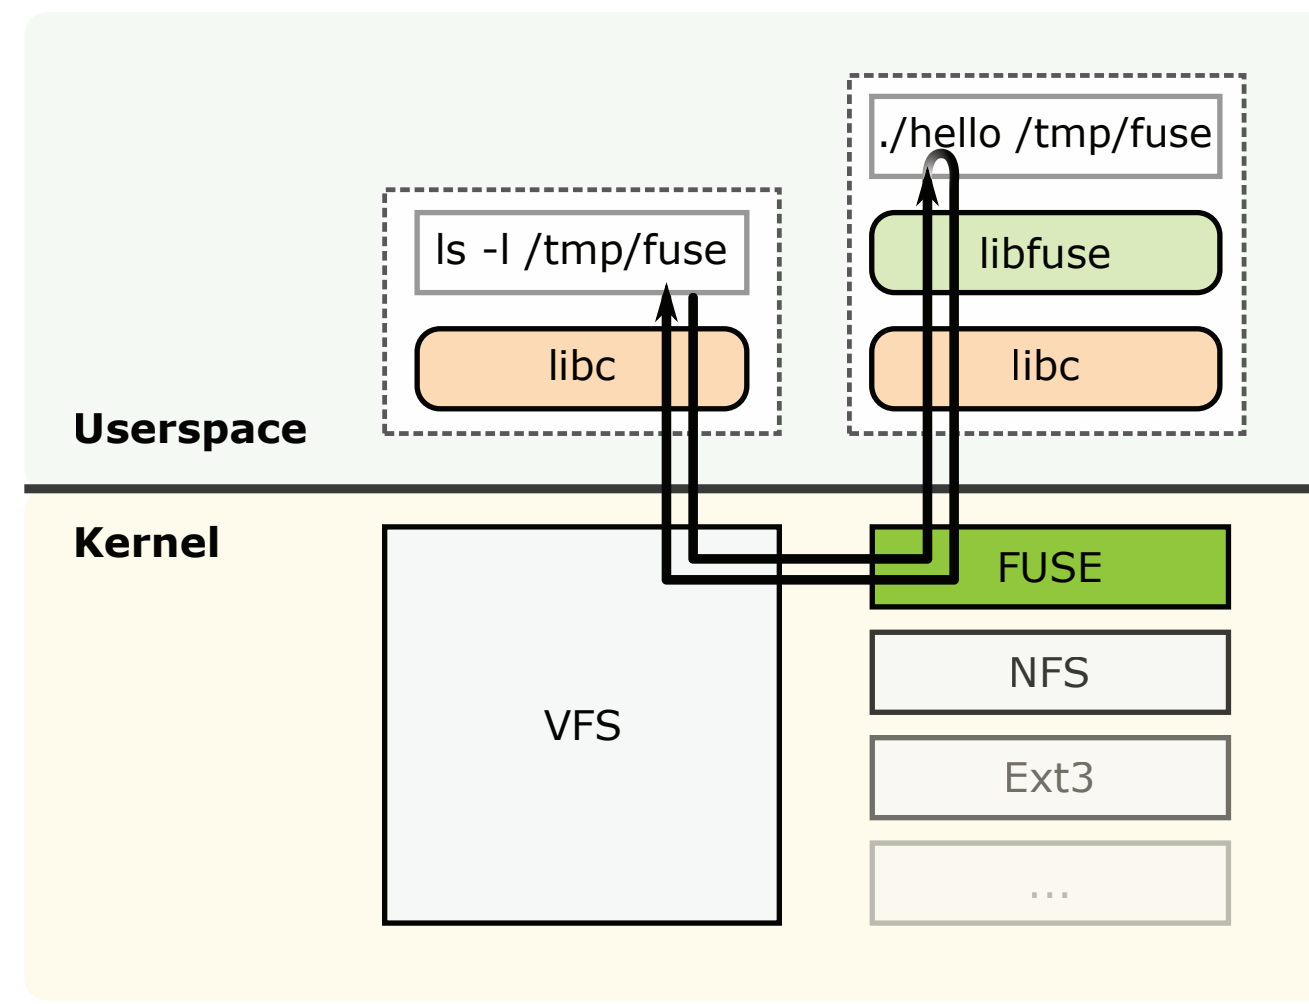 ./hello /tmp/fuse
ls -l /tmp/fuse
libfuse
libc
libc
Userspace
Kernel
FUSE
NFS
VFS
Ext3
...